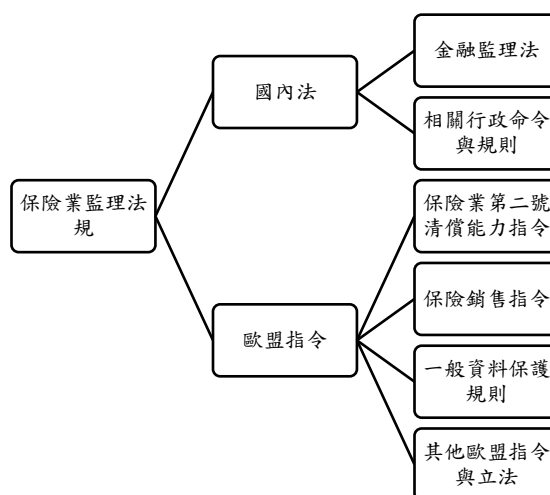 保險業監理法
規
國內法
金融監理法
相關行政命令
與規則
歐盟指令
保險業第二號
清償能力指令
保險銷售指令
一般資料保護
規則
其他歐盟指令
與立法